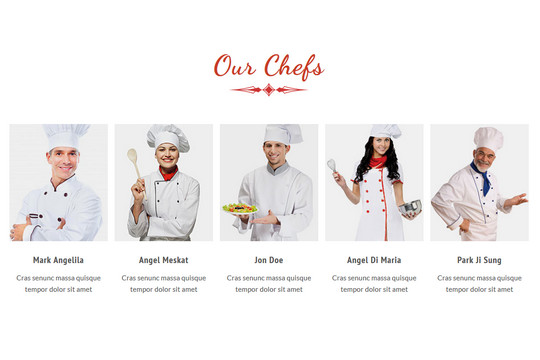 Our Chefs
Mark Angelila
Angel Meskat
Jon Doe
Angel Di Maria
Park Ji Sung
Cras senunc massa quisque
tempor dolor sit amet
Cras senunc massa quisque
tempor dolor sit amet
Cras senunc massa quisque
tempor dolor sit amet
Cras senunc massa quisque
tempor dolor sit amet
Cras senunc massa quisque
tempor dolor sit amet